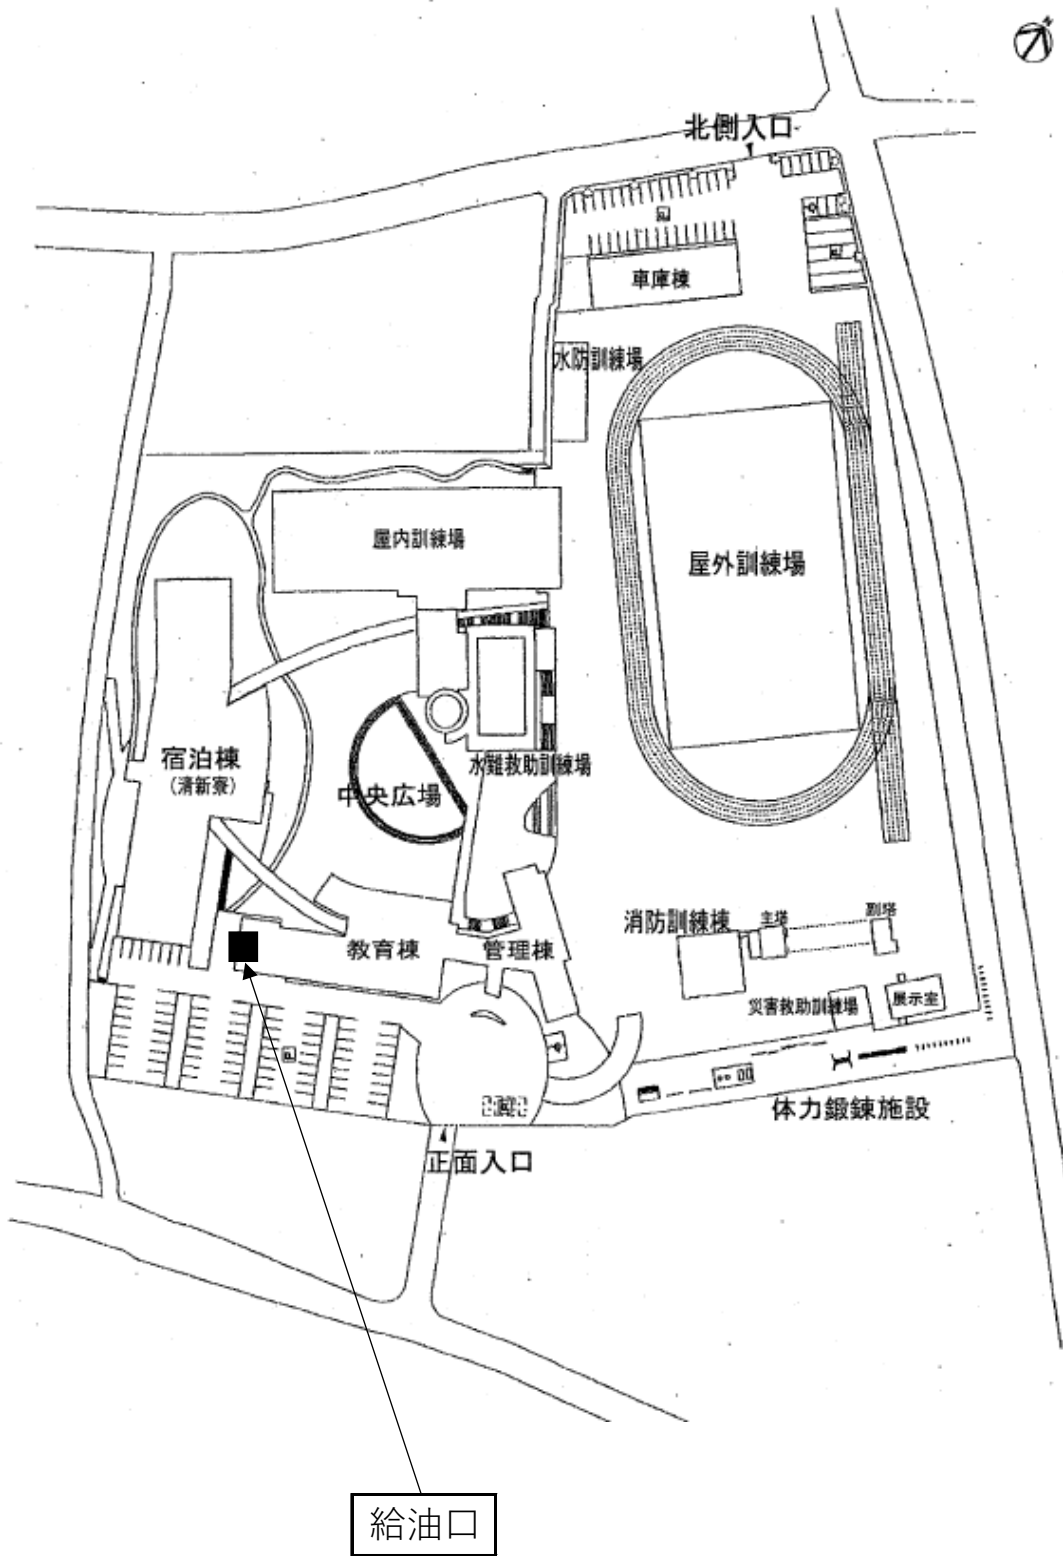 N
北側入口
P
車庫棟
P
水防訓練場
屋内訓練場
屋外訓練場
宿泊棟
(清新寮)
中央広場
水難救助訓練場
教育棟
管理棟
消防訓練棟
主塔
副塔
災害救助訓練場
展示室
P
体力鍛錬施設
正面入口
給油口